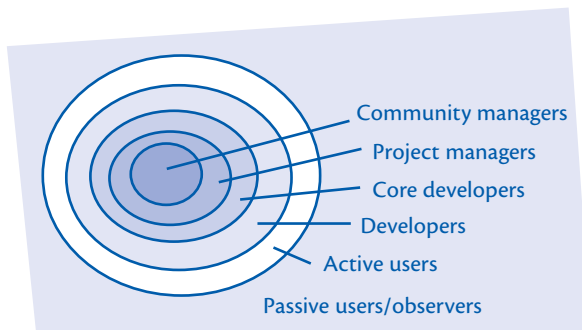 Community managers
Project managers
Core developers
Developers
Active users
Passive users/observers